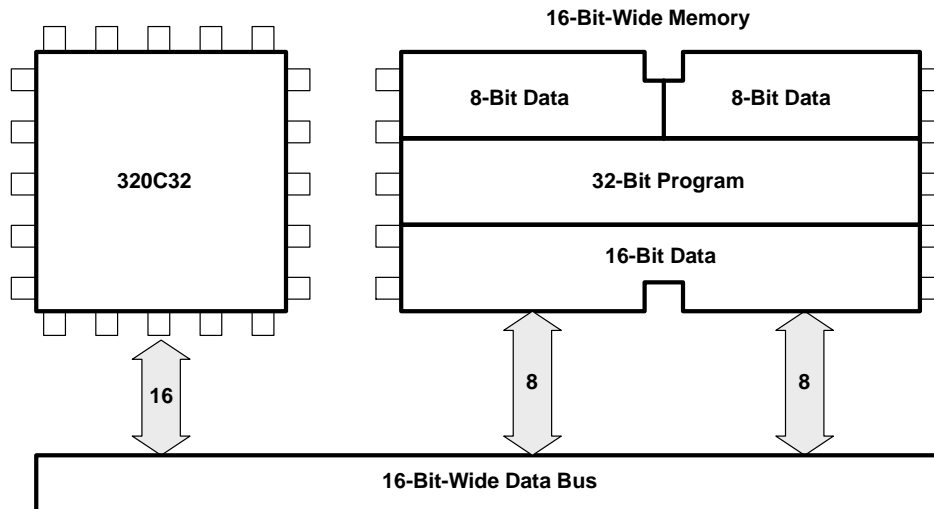 16-Bit-Wide Memory
8-Bit Data
8-Bit Data
320C32
32-Bit Program
16-Bit Data
16
8
8
16-Bit-Wide Data Bus